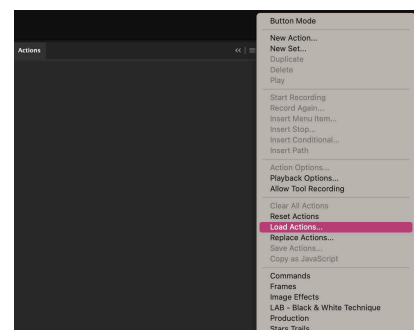 Button Mode
New Action...
New Set...
Duplicate
Delete
Play
Actions
Start Recording
Record Again...
Insert Menu Item...
Insert Stop...
Insert Conditional...
Insert Path
Action Options...
Playback Options...
Allow Tool Recording
Clear All Actions
Reset Actions
Load Actions...
Replace Actions...
Save Actions...
Copy as JavaScript
Commands
Frames
Image Effects
LAB - Black & White Technique
Production
Stars Trails